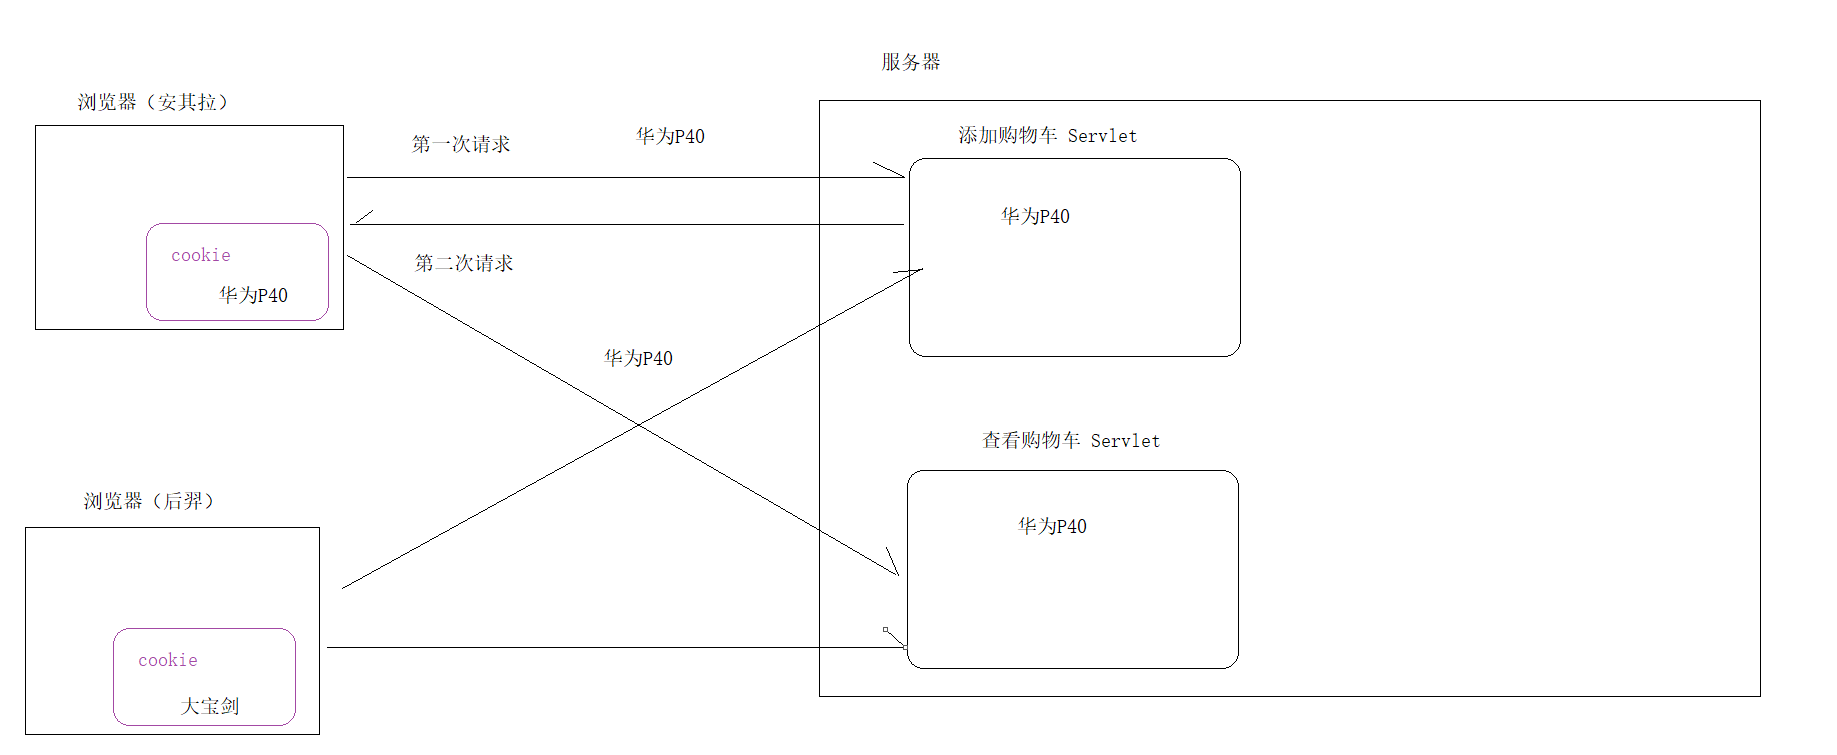 服务器
浏览器（安其拉）
第一次请求
华为P40
添加购物车 Servlet
华为P40
cookie
华为P40
第二次请求
华为P40
查看购物车 Servlet
华为P40
浏览器（后羿）
cookie
大宝剑